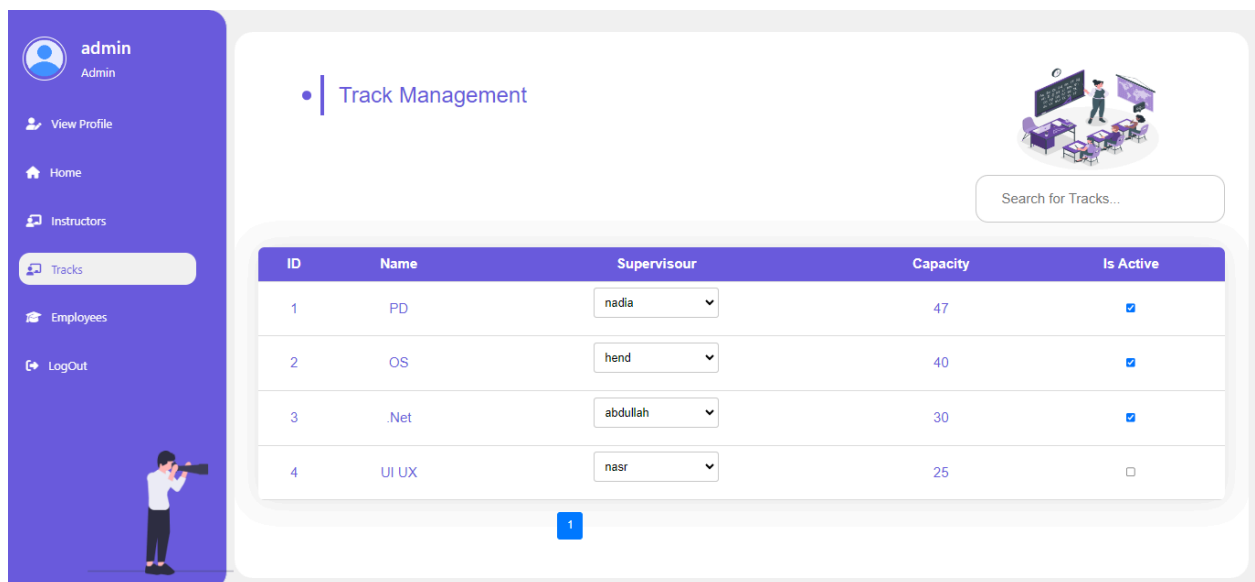 admin
Admin
View Profile
Home
Instructors
Tracks
Employees
LogOut
Track Management
Search for Tracks...
ID Name Supervisour Capacity Is Active
1 PD nadia 47
2 OS hend 40
3 .Net abdullah 30
4 UI UX nasr 25
1